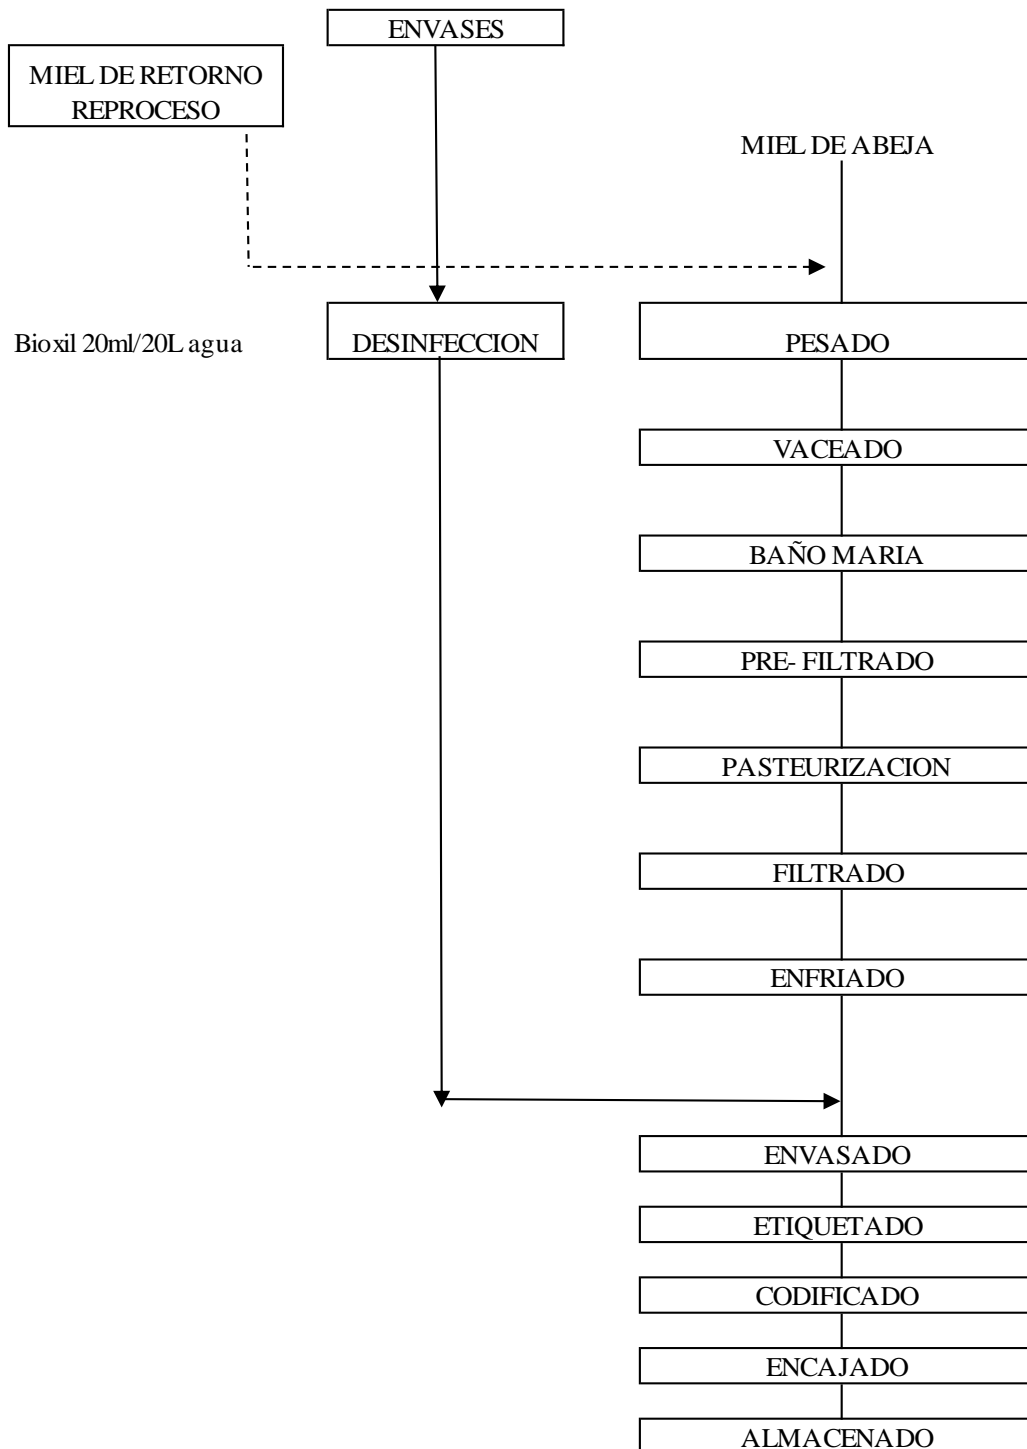 ENVASES
MIEL DE RETORNO
REPROCESO
MIEL DE ABEJA
Bioxil 20ml/20L agua
DESINFECCION
PESADO
VACEADO
BAÑO MARIA
PRE- FILTRADO
PASTEURIZACION
FILTRADO
ENFRIADO
ENVASADO
ETIQUETADO
CODIFICADO
ENCAJADO
ALMACENADO